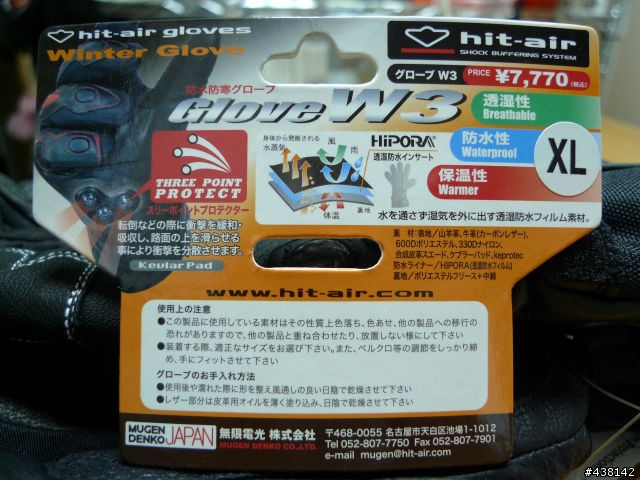 hit-air gloves
Winter Glove
hit-air
SHOCK BUFFERING SYSTEM
グローブ W3
PRICE ¥7,770 (税込)
防水防寒グローブ
Glove W3
透湿性
Breathable
防水性
Waterproof
保温性
Warmer
XL
THREE POINT
PROTECT
スリーポイントプロテクター
転倒などの際に衝撃を緩和・
吸収し、路面の上を滑らせる
事により衝撃を分散させます。
Kevlar Pad
身体から発散される
水蒸気
風
雨
体温
裏地
HiPORA
透湿防水インサート
水を通さず湿気を外に出す透湿防水フィルム素材。
素 材:表地/山羊革、牛革(カーボンレザー)、
600Dポリエステル、330Dナイロン、
合成皮革スエード、ケブラーパッド、keprotec
防水ライナー/HIPORA(透湿防水フィルム)
裏地/ポリエステルフリース+中綿
www.hit-air.com
使用上の注意
●この製品に使用している素材はその性質上色落ち、色あせ、他の製品への移行の
恐れがありますので、他の製品と重ね合わせたり、放置しない様にして下さい
●装着する際、適正なサイズをお選び下さい。また、ベルクロ等の調節をしっかり締
め、手にフィットさせて下さい
グローブのお手入れ方法
●使用後や濡れた際に形を整え風通しの良い日陰で乾燥させて下さい
●レザー部分は皮革用オイルを薄く塗り込み、日陰で乾燥させて下さい
MUGEN
DENKO
JAPAN
無限電光 株式会社
MUGEN DENKO CO.,LTD.
〒468-0055 名古屋市天白区池場1-1012
Tel 052-807-7750 Fax 052-807-7901
e-mail mugen@hit-air.com
#438142